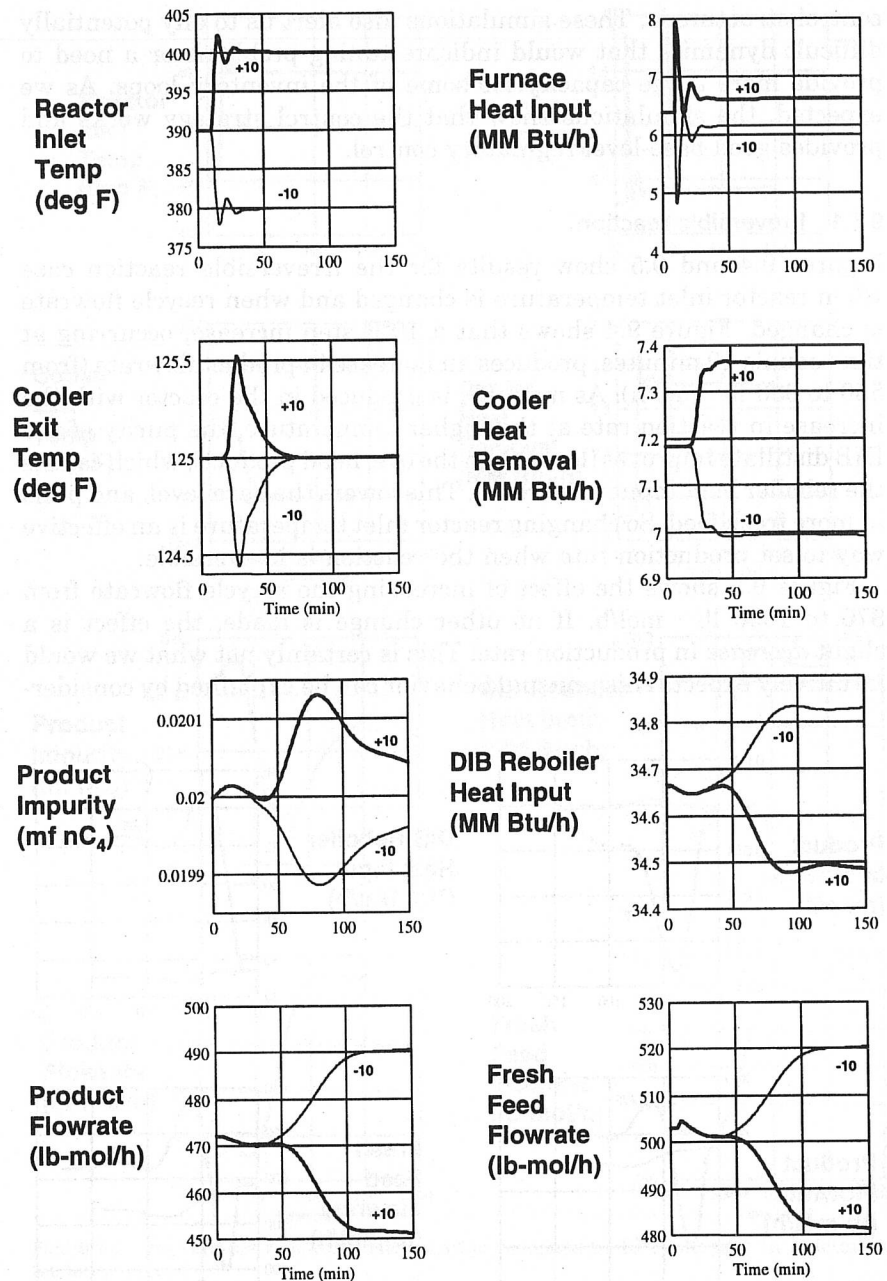 Reactor
Inlet
Temp
(deg F)
405
400
395
390
385
380
375
+10
-10
0
50
100
150
Furnace
Heat Input
(MM Btu/h)
8
7
6
5
4
+10
-10
0
50
100
150
Cooler
Exit
Temp
(deg F)
125.5
125
124.5
+10
-10
0
50
100
150
Time (min)
Cooler
Heat
Removal
(MM Btu/h)
7.4
7.3
7.2
7.1
7
6.9
+10
-10
0
50
100
150
Time (min)
Product
Impurity
(mf nC4)
0.0201
0.02
0.0199
+10
-10
0
50
100
150
DIB Reboiler
Heat Input
(MM Btu/h)
34.9
34.8
34.7
34.6
34.5
34.4
-10
+10
0
50
100
150
Product
Flowrate
(lb-mol/h)
500
490
480
470
460
450
-10
+10
0
50
100
150
Time (min)
Fresh
Feed
Flowrate
(lb-mol/h)
530
520
510
500
490
480
-10
+10
0
50
100
150
Time (min)